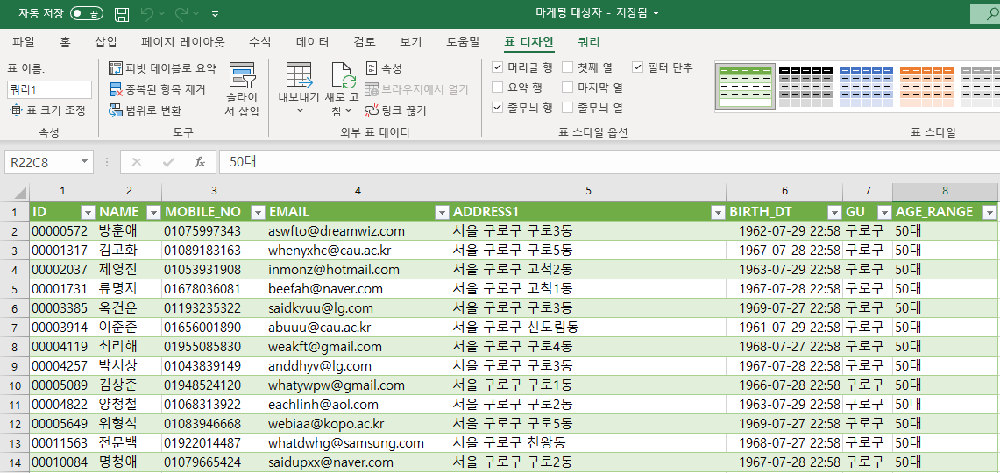 자동 저장 끔 마케팅 대상자 - 저장됨
파일 홈 삽입 페이지 레이아웃 수식 데이터 검토 보기 도움말 표 디자인 쿼리
표 이름: 피벗 테이블로 요약 속성 머리글 행 첫째 열 필터 단추
쿼리1 중복된 항목 제거 슬라이서 삽입 내보내기 새로 고침 브라우저에서 열기 요약 행 마지막 열
표 크기 조정 범위로 변환 링크 끊기 줄무늬 행 줄무늬 열
속성 도구 외부 표 데이터 표 스타일 옵션 표 스타일
R22C8 fx 50대
1 2 3 4 5 6 7 8
1 ID NAME MOBILE_NO EMAIL ADDRESS1 BIRTH_DT GU AGE_RANGE
2 00000572 방훈애 01075997343 aswfto@dreamwiz.com 서울 구로구 구로3동 1962-07-29 22:58 구로구 50대
3 00001317 김고화 01089183163 whenyxhc@cau.ac.kr 서울 구로구 구로5동 1967-07-28 22:58 구로구 50대
4 00002037 제영진 01053931908 inmonz@hotmail.com 서울 구로구 고척2동 1963-07-29 22:58 구로구 50대
5 00001731 류명지 01678036081 beefah@naver.com 서울 구로구 고척1동 1967-07-28 22:58 구로구 50대
6 00003385 옥건운 01193235322 saidkvuu@lg.com 서울 구로구 구로3동 1969-07-27 22:58 구로구 50대
7 00003914 이준준 01656001890 abuuu@cau.ac.kr 서울 구로구 신도림동 1961-07-29 22:58 구로구 50대
8 00004119 최리해 01955085830 weakft@gmail.com 서울 구로구 구로4동 1968-07-27 22:58 구로구 50대
9 00004257 박서상 01043839149 anddhyv@lg.com 서울 구로구 구로3동 1967-07-28 22:58 구로구 50대
10 00005089 김상준 01948524120 whatywpw@gmail.com 서울 구로구 구로1동 1966-07-28 22:58 구로구 50대
11 00004822 양청철 01068313922 eachlinh@aol.com 서울 구로구 구로2동 1963-07-29 22:58 구로구 50대
12 00005649 위형석 01083946668 webiaa@kopo.ac.kr 서울 구로구 구로5동 1969-07-27 22:58 구로구 50대
13 00011563 전문백 01922014487 whatdwhg@samsung.com 서울 구로구 천왕동 1968-07-27 22:58 구로구 50대
14 00010084 명청애 01079665424 saidupxx@naver.com 서울 구로구 구로2동 1967-07-28 22:58 구로구 50대